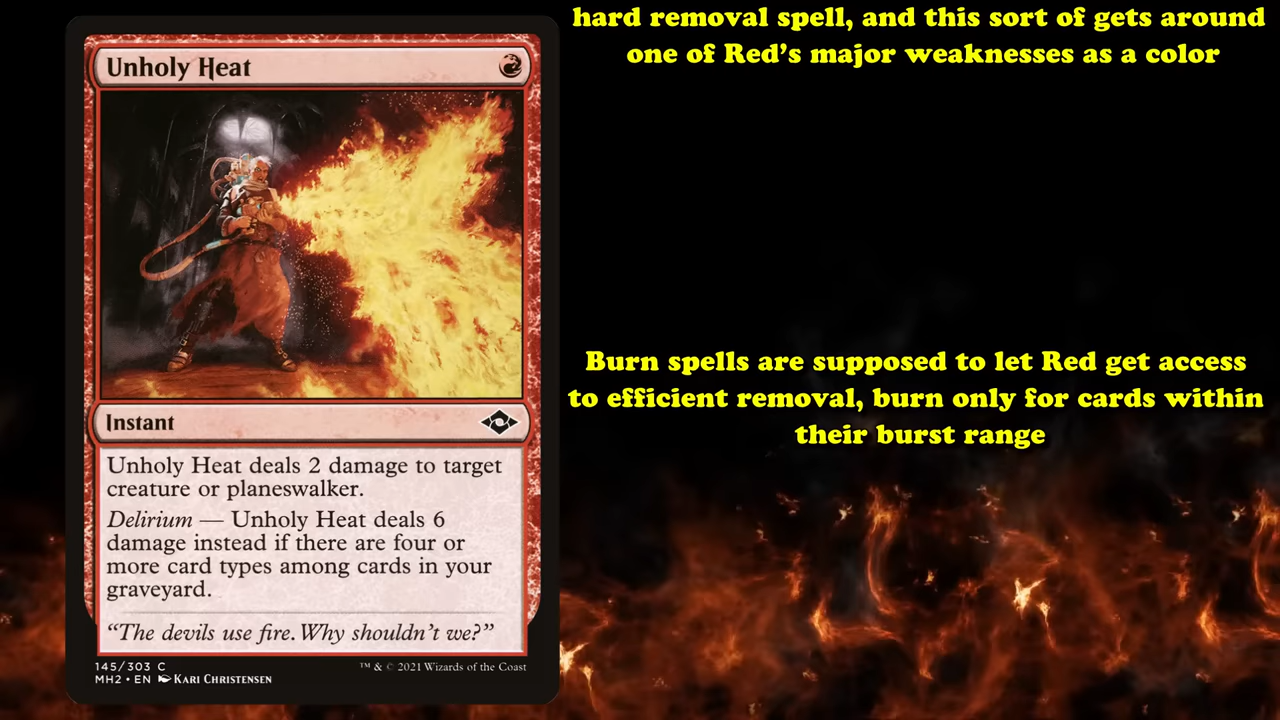 Unholy Heat
Instant
Unholy Heat deals 2 damage to target
creature or planeswalker.
Delirium — Unholy Heat deals 6
damage instead if there are four or
more card types among cards in your
graveyard.
“The devils use fire. Why shouldn’t we?”
145/303 C
MH2 • EN Kari Christensen
™ & © 2021 Wizards of the Coast
hard removal spell, and this sort of gets around
one of Red’s major weaknesses as a color
Burn spells are supposed to let Red get access
to efficient removal, burn only for cards within
their burst range